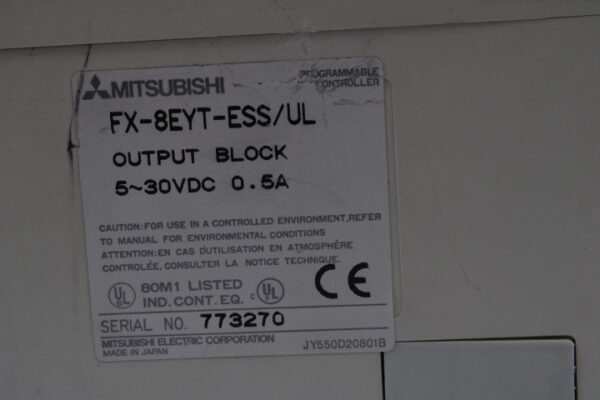 MITSUBISHI
PROGRAMMABLE
CONTROLLER
FX-8EYT-ESS/UL
OUTPUT BLOCK
5~30VDC 0.5A
CAUTION:FOR USE IN A CONTROLLED ENVIRONMENT,REFER
TO MANUAL FOR ENVIRONMENTAL CONDITIONS
ATTENTION:EN CAS D'UTILISATION EN ATMOSPHÈRE
CONTROLÉE, CONSULTER LA NOTICE TECHNIQUE.
UL 80M1 LISTED
IND.CONT.EQ. c UL CE
SERIAL NO. 773270
MITSUBISHI ELECTRIC CORPORATION
MADE IN JAPAN
JY550D20801B